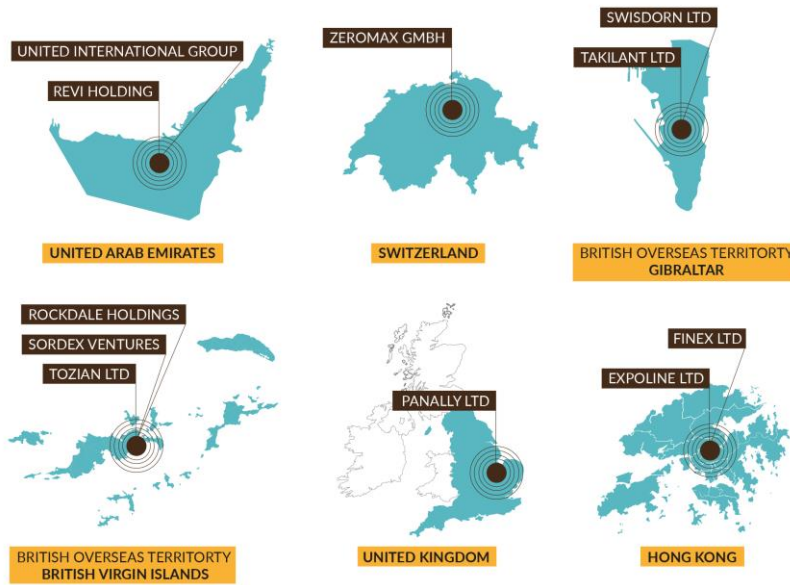 UNITED INTERNATIONAL GROUP
REVI HOLDING
UNITED ARAB EMIRATES
ZEROMAX GMBH
SWITZERLAND
SWISDORN LTD
TAKILANT LTD
BRITISH OVERSEAS TERRITORTY
GIBRALTAR
ROCKDALE HOLDINGS
SORDEX VENTURES
TOZIAN LTD
BRITISH OVERSEAS TERRITORTY
BRITISH VIRGIN ISLANDS
PANALLY LTD
UNITED KINGDOM
FINEX LTD
EXPOLINE LTD
HONG KONG